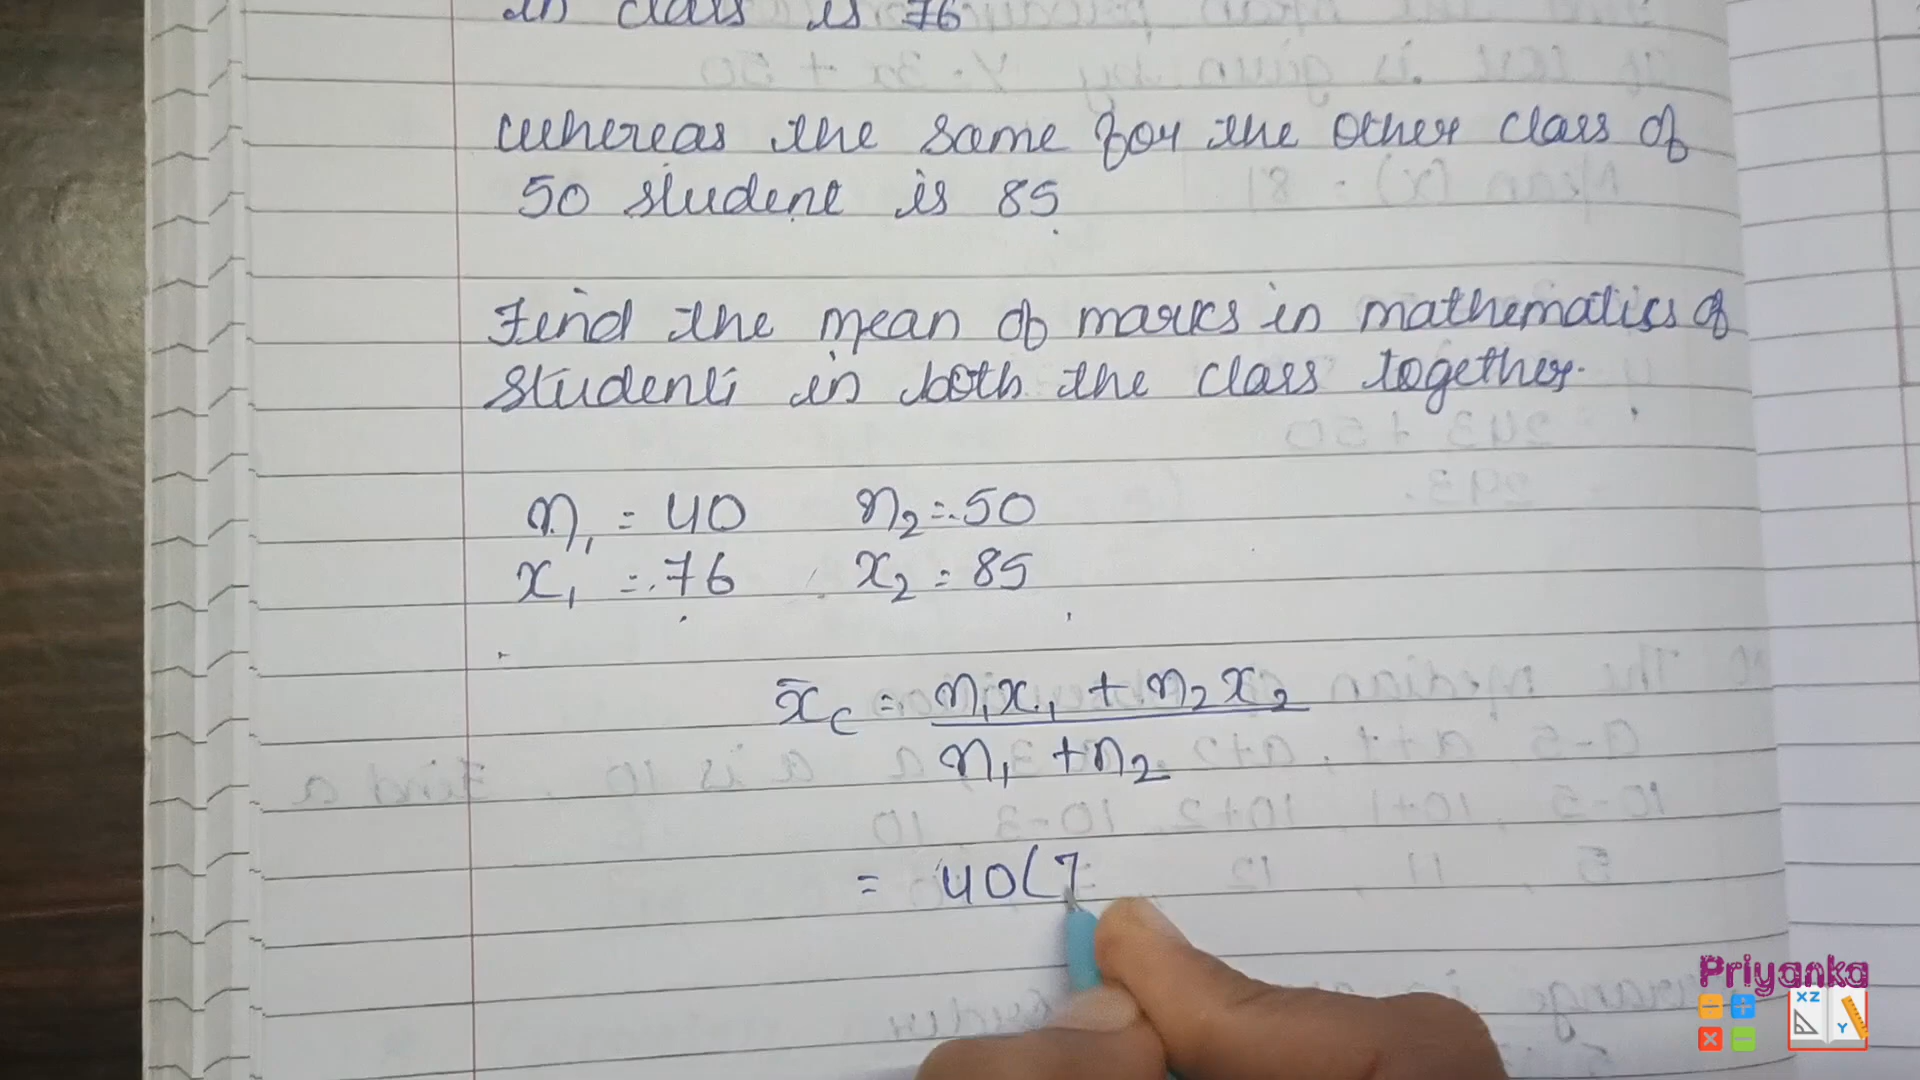 in class is 76
whereas the same for the other class of
50 student is 85
Find the mean of marks in mathematics of
students in both the class together.
n₁ = 40 n₂ = 50
x₁ = 76 x₂ = 85
x̄c = n₁x₁ + n₂x₂
n₁ + n₂
= 40(7
Priyanka
XZ
Y